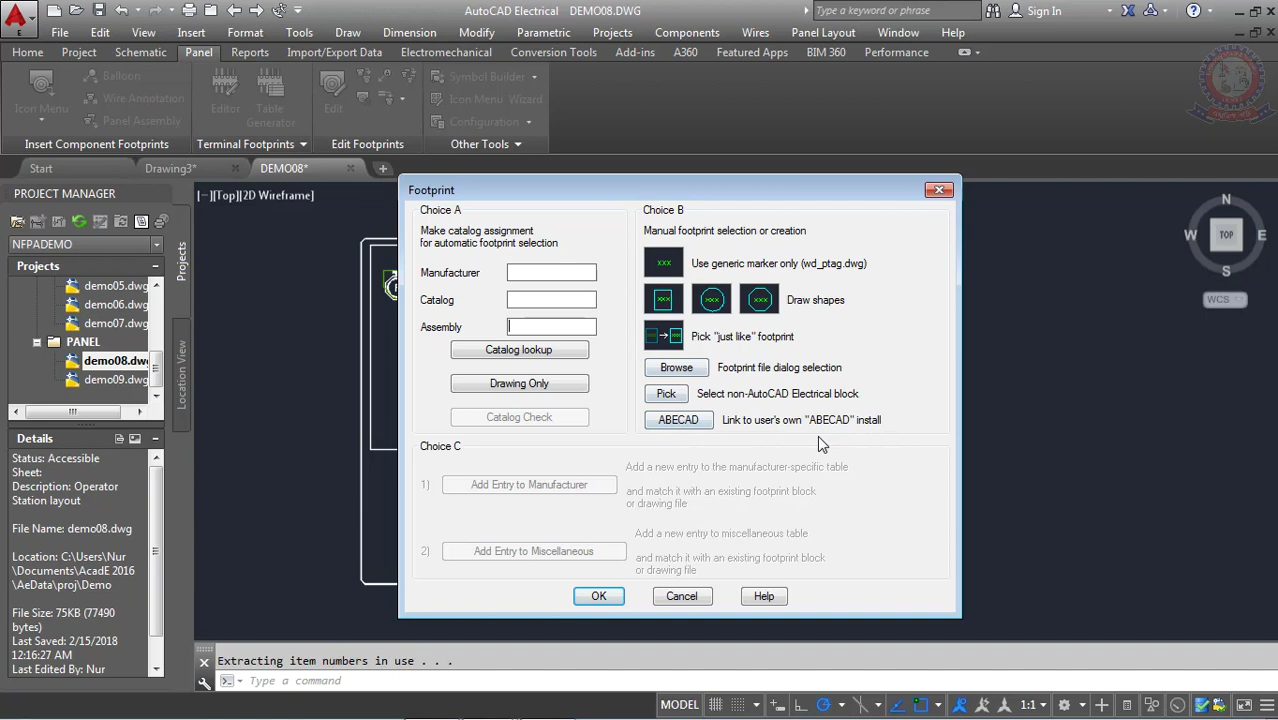 AutoCAD Electrical DEMO08.DWG
Type a keyword or phrase
Sign In
File Edit View Insert Format Tools Draw Dimension Modify Parametric Projects Components Wires Panel Layout Window Help
Home Project Schematic Panel Reports Import/Export Data Electromechanical Conversion Tools Add-ins A360 Featured Apps BIM 360 Performance
Icon Menu
Balloon
Wire Annotation
Panel Assembly
Editor
Table Generator
Edit
Symbol Builder
Icon Menu Wizard
Configuration
Insert Component Footprints
Terminal Footprints
Edit Footprints
Other Tools
Start
Drawing3*
DEMO08*
PROJECT MANAGER
NFPADEMO
Projects
demo05.dwg
demo06.dwg
demo07.dwg
PANEL
demo08.dwg
demo09.dwg
Projects
Location View
Details
Status: Accessible
Sheet:
Description: Operator
Station layout
File Name: demo08.dwg
Location: C:\Users\Nur
\Documents\AcadE 2016
\AeData\proj\Demo
File Size: 75KB (77490
bytes)
Last Saved: 2/15/2018
12:16:27 AM
Last Edited By: Nur
[−][Top][2D Wireframe]
N
W
TOP
E
S
WCS
Footprint
Choice A
Make catalog assignment
for automatic footprint selection
Manufacturer
Catalog
Assembly
Catalog lookup
Drawing Only
Catalog Check
Choice B
Manual footprint selection or creation
XXX
Use generic marker only (wd_ptag.dwg)
XXX XXX XXX
Draw shapes
XXX
Pick "just like" footprint
Browse
Footprint file dialog selection
Pick
Select non-AutoCAD Electrical block
ABECAD
Link to user's own "ABECAD" install
Choice C
1) Add Entry to Manufacturer
Add a new entry to the manufacturer-specific table
and match it with an existing footprint block
or drawing file
2) Add Entry to Miscellaneous
Add a new entry to miscellaneous table
and match it with an existing footprint block
or drawing file
OK
Cancel
Help
Extracting item numbers in use . . .
Type a command
MODEL
1:1